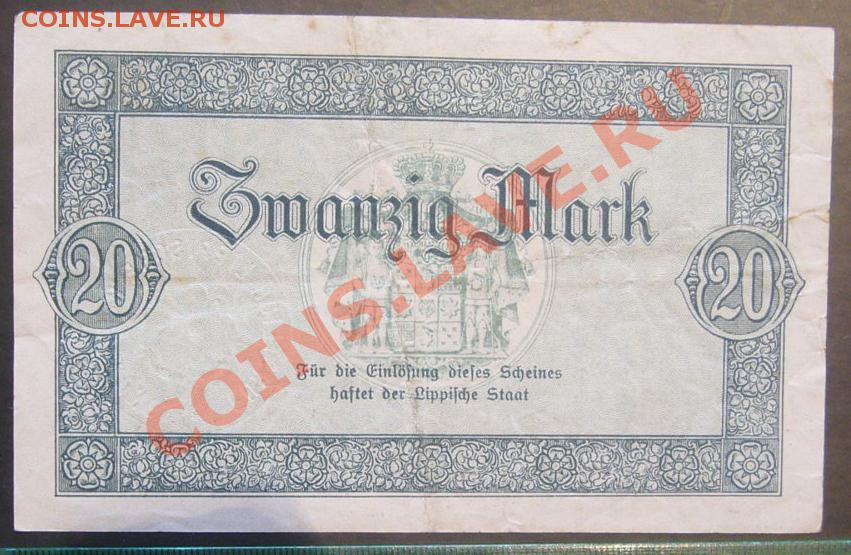 COINS.LAVE.RU
Zwanzig Mark
20
20
Für die Einlösung dieses Scheines
haftet der Lippische Staat
COINS.LAVE.RU